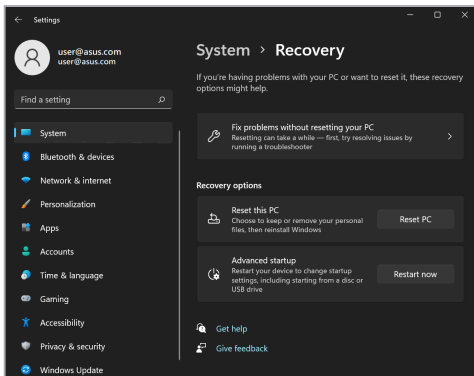 Settings
user@asus.com
user@asus.com
Find a setting
System
Bluetooth & devices
Network & internet
Personalization
Apps
Accounts
Time & language
Gaming
Accessibility
Privacy & security
Windows Update
System > Recovery
If you're having problems with your PC or want to reset it, these recovery
options might help.
Fix problems without resetting your PC
Resetting can take a while — first, try resolving issues by
running a troubleshooter
Recovery options
Reset this PC
Choose to keep or remove your personal
files, then reinstall Windows
Reset PC
Advanced startup
Restart your device to change startup
settings, including starting from a disc or
USB drive
Restart now
Get help
Give feedback